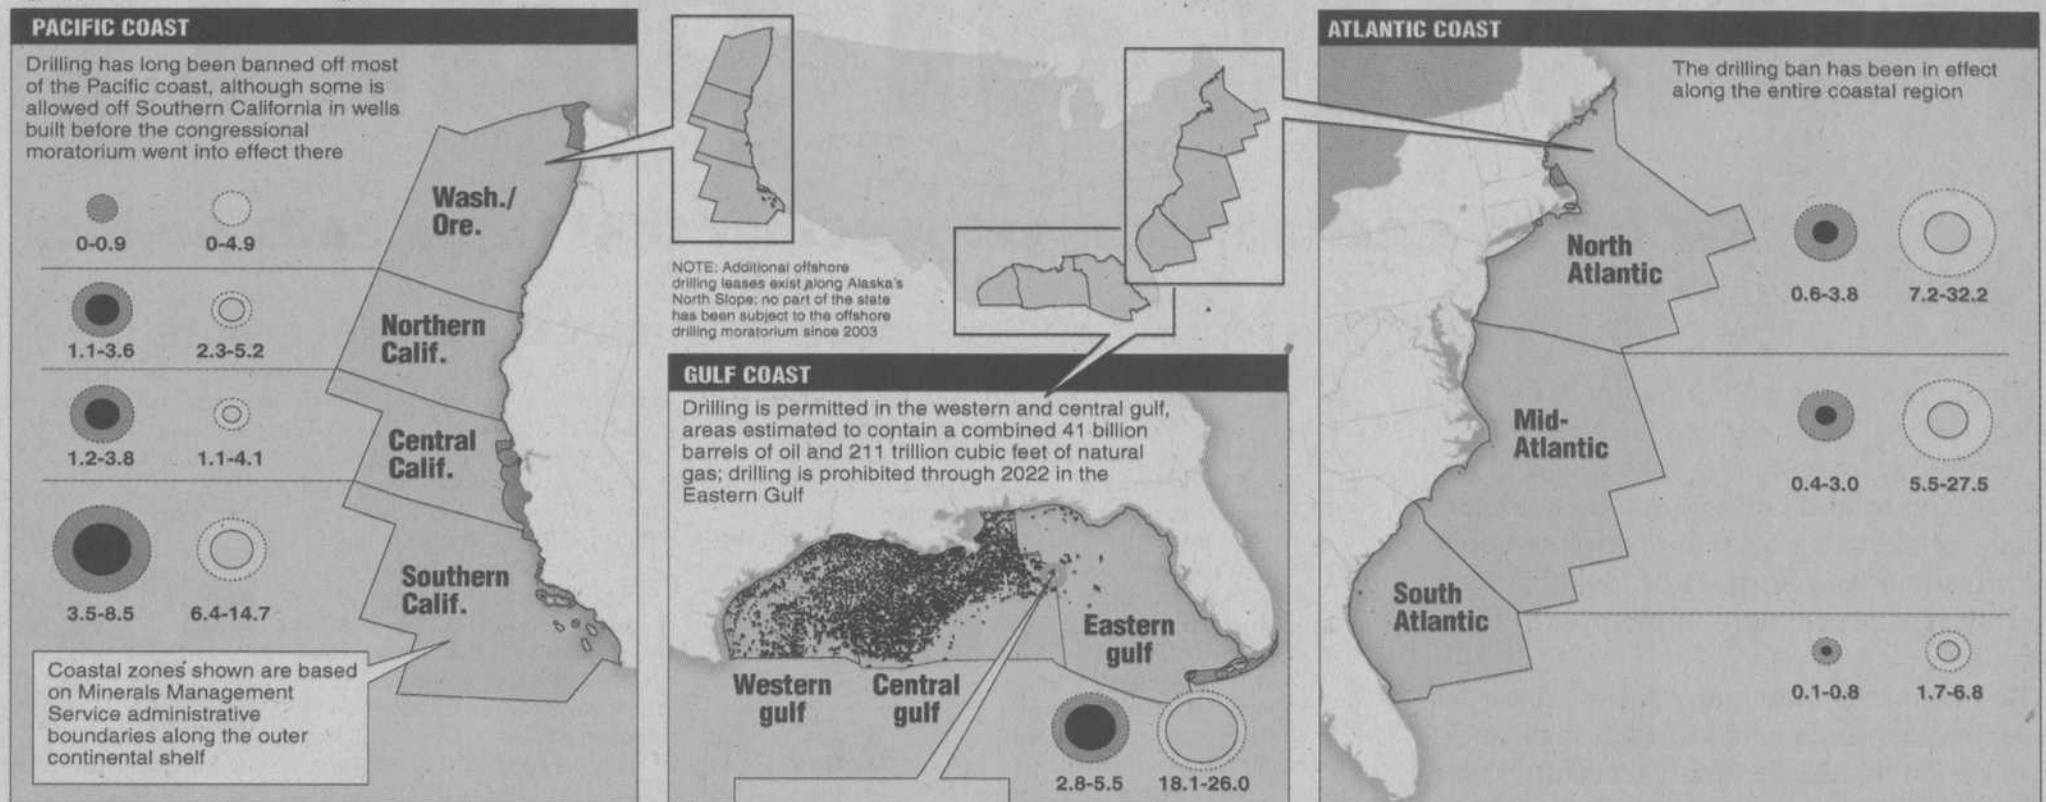 PACIFIC COAST
Drilling has long been banned off most
of the Pacific coast, although some is
allowed off Southern California in wells
built before the congressional
moratorium went into effect there
0-0.9 0-4.9
1.1-3.6 2.3-5.2
1.2-3.8 1.1-4.1
3.5-8.5 6.4-14.7
Wash./
Ore.
Northern
Calif.
Central
Calif.
Southern
Calif.
Coastal zones shown are based
on Minerals Management
Service administrative
boundaries along the outer
continental shelf
NOTE: Additional offshore
drilling leases exist along Alaska's
North Slope; no part of the state
has been subject to the offshore
drilling moratorium since 2003
GULF COAST
Drilling is permitted in the western and central gulf,
areas estimated to contain a combined 41 billion
barrels of oil and 211 trillion cubic feet of natural
gas; drilling is prohibited through 2022 in the
Eastern Gulf
Western
gulf
Central
gulf
Eastern
gulf
2.8-5.5 18.1-26.0
ATLANTIC COAST
The drilling ban has been in effect
along the entire coastal region
North
Atlantic
0.6-3.8 7.2-32.2
Mid-
Atlantic
0.4-3.0 5.5-27.5
South
Atlantic
0.1-0.8 1.7-6.8